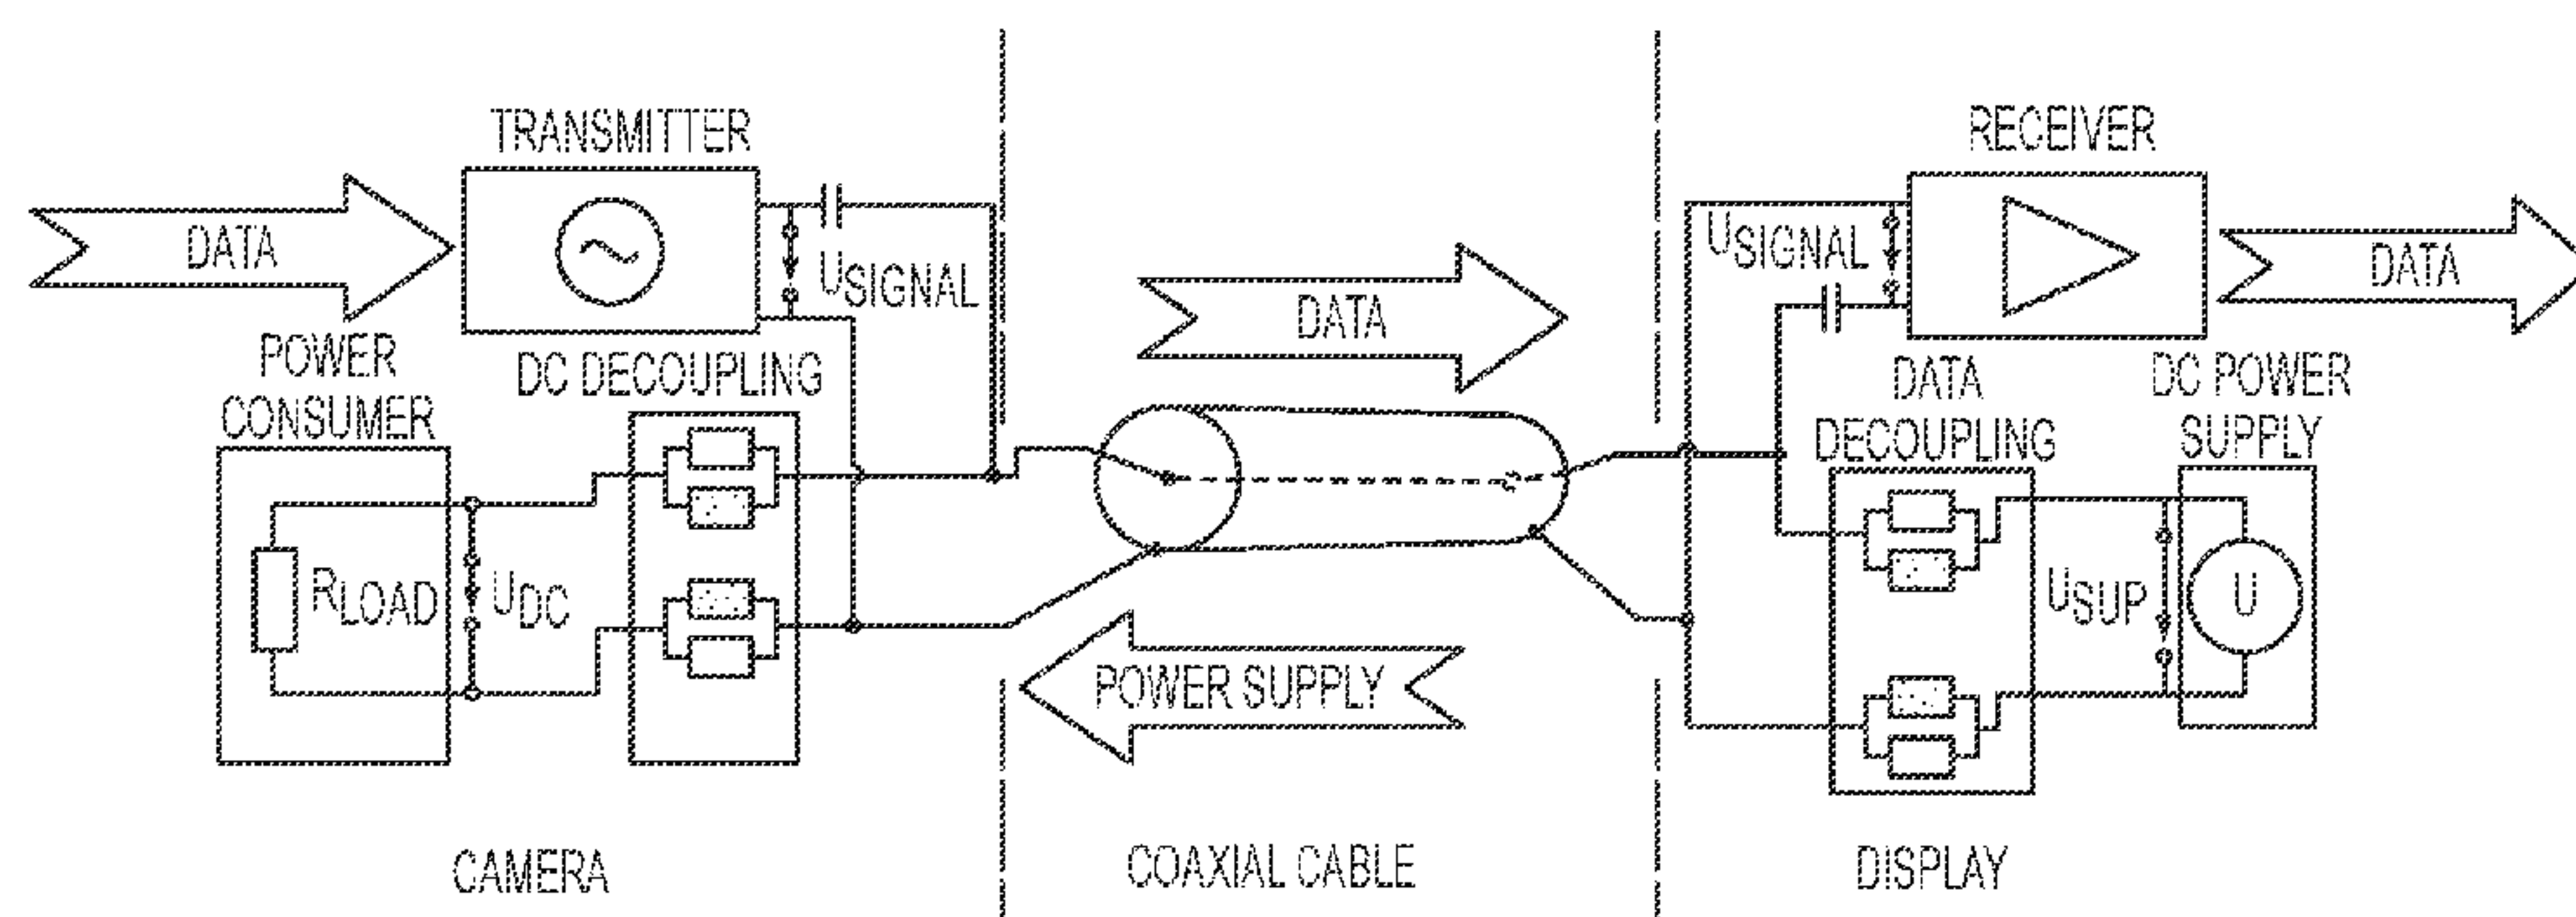 TRANSMITTER
RECEIVER
DATA
USIGNAL
DATA
USIGNAL
DATA
POWER
CONSUMER
DC DECOUPLING
DATA
DECOUPLING
DC POWER
SUPPLY
RLOAD
UDC
USUP
U
POWER SUPPLY
CAMERA
COAXIAL CABLE
DISPLAY